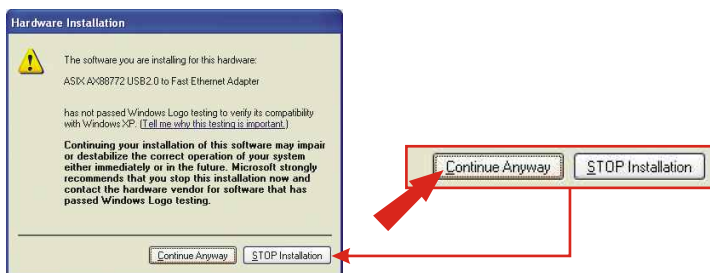 Hardware Installation
The software you are installing for this hardware:
ASIX AX88772 USB2.0 to Fast Ethernet Adapter
has not passed Windows Logo testing to verify its compatibility
with Windows XP. (Tell me why this testing is important.)
Continuing your installation of this software may impair
or destabilize the correct operation of your system
either immediately or in the future. Microsoft strongly
recommends that you stop this installation now and
contact the hardware vendor for software that has
passed Windows Logo testing.
Continue Anyway
STOP Installation
Continue Anyway
STOP Installation